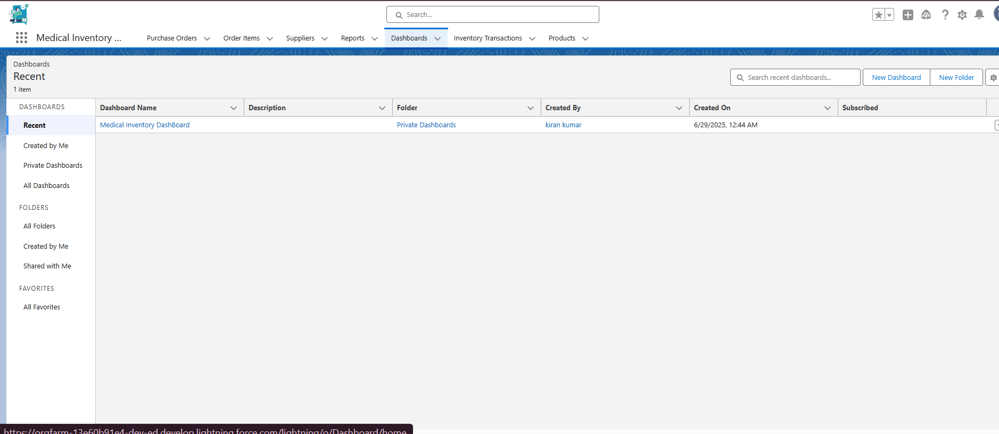 Search...
Medical Inventory ...
Purchase Orders
Order Items
Suppliers
Reports
Dashboards
Inventory Transactions
Products
Dashboards
Recent
1 item
Search recent dashboards...
New Dashboard
New Folder
DASHBOARDS
Recent
Created by Me
Private Dashboards
All Dashboards
FOLDERS
All Folders
Created by Me
Shared with Me
FAVORITES
All Favorites
Dashboard Name Description Folder Created By Created On Subscribed
Medical Inventory DashBoard Private Dashboards kiran kumar 6/29/2025, 12:44 AM
https://orgfarm-13e60b91e4-dev-ed.develop.lightning.force.com/lightning/o/Dashboard/home